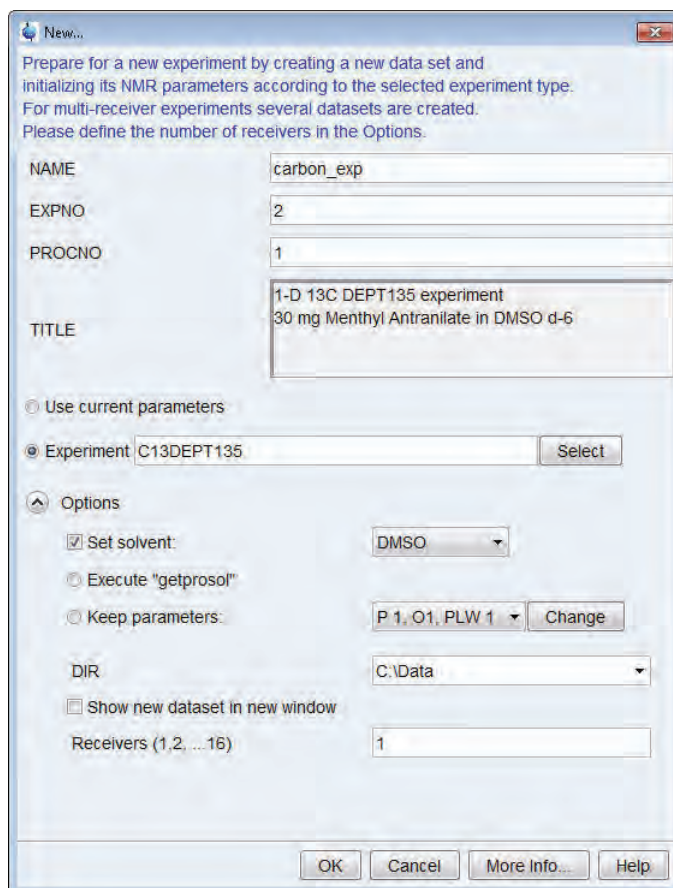 New...
Prepare for a new experiment by creating a new data set and
initializing its NMR parameters according to the selected experiment type.
For multi-receiver experiments several datasets are created.
Please define the number of receivers in the Options.
NAME carbon_exp
EXPNO 2
PROCNO 1
TITLE 1-D 13C DEPT135 experiment
30 mg Menthyl Antranilate in DMSO d-6
Use current parameters
Experiment C13DEPT135 Select
Options
Set solvent: DMSO
Execute "getprosol"
Keep parameters: P 1, O1, PLW 1 Change
DIR C:\Data
Show new dataset in new window
Receivers (1,2, ...16) 1
OK Cancel More Info... Help